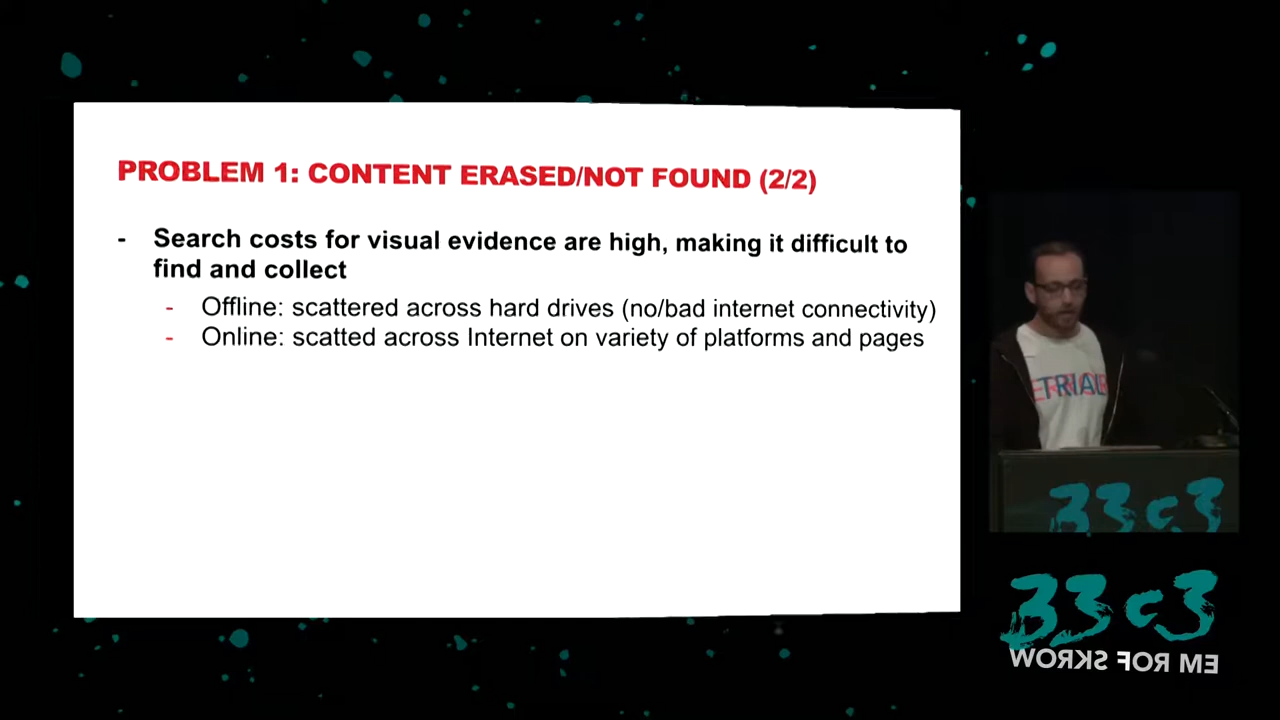 PROBLEM 1: CONTENT ERASED/NOT FOUND (2/2)
- Search costs for visual evidence are high, making it difficult to
find and collect
- Offline: scattered across hard drives (no/bad internet connectivity)
- Online: scatted across Internet on variety of platforms and pages
TRIAL
33c3
33c3
WORKS FOR ME